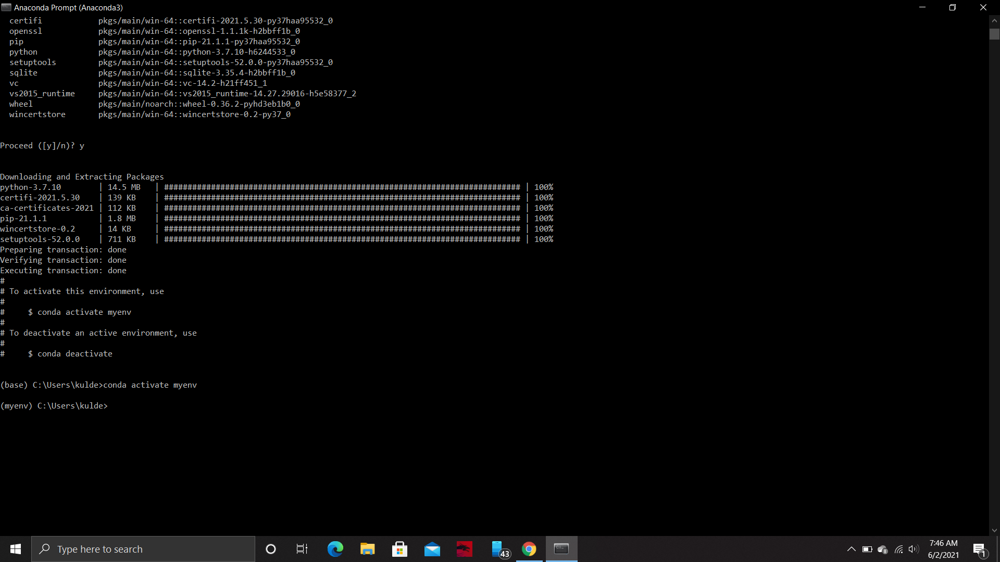 Anaconda Prompt (Anaconda3)
certifi pkgs/main/win-64::certifi-2021.5.30-py37haa95532_0
openssl pkgs/main/win-64::openssl-1.1.1k-h2bbff1b_0
pip pkgs/main/win-64::pip-21.1.1-py37haa95532_0
python pkgs/main/win-64::python-3.7.10-h6244533_0
setuptools pkgs/main/win-64::setuptools-52.0.0-py37haa95532_0
sqlite pkgs/main/win-64::sqlite-3.35.4-h2bbff1b_0
vc pkgs/main/win-64::vc-14.2-h21ff451_1
vs2015_runtime pkgs/main/win-64::vs2015_runtime-14.27.29016-h5e58377_2
wheel pkgs/main/noarch::wheel-0.36.2-pyhd3eb1b0_0
wincertstore pkgs/main/win-64::wincertstore-0.2-py37_0
Proceed ([y]/n)? y
Downloading and Extracting Packages
python-3.7.10 | 14.5 MB | ############################################################################ | 100%
certifi-2021.5.30 | 139 KB | ############################################################################ | 100%
ca-certificates-2021 | 112 KB | ############################################################################ | 100%
pip-21.1.1 | 1.8 MB | ############################################################################ | 100%
wincertstore-0.2 | 14 KB | ############################################################################ | 100%
setuptools-52.0.0 | 711 KB | ############################################################################ | 100%
Preparing transaction: done
Verifying transaction: done
Executing transaction: done
#
# To activate this environment, use
#
# $ conda activate myenv
#
# To deactivate an active environment, use
#
# $ conda deactivate
(base) C:\Users\kulde>conda activate myenv
(myenv) C:\Users\kulde>
Type here to search
43
7:46 AM
6/2/2021
1